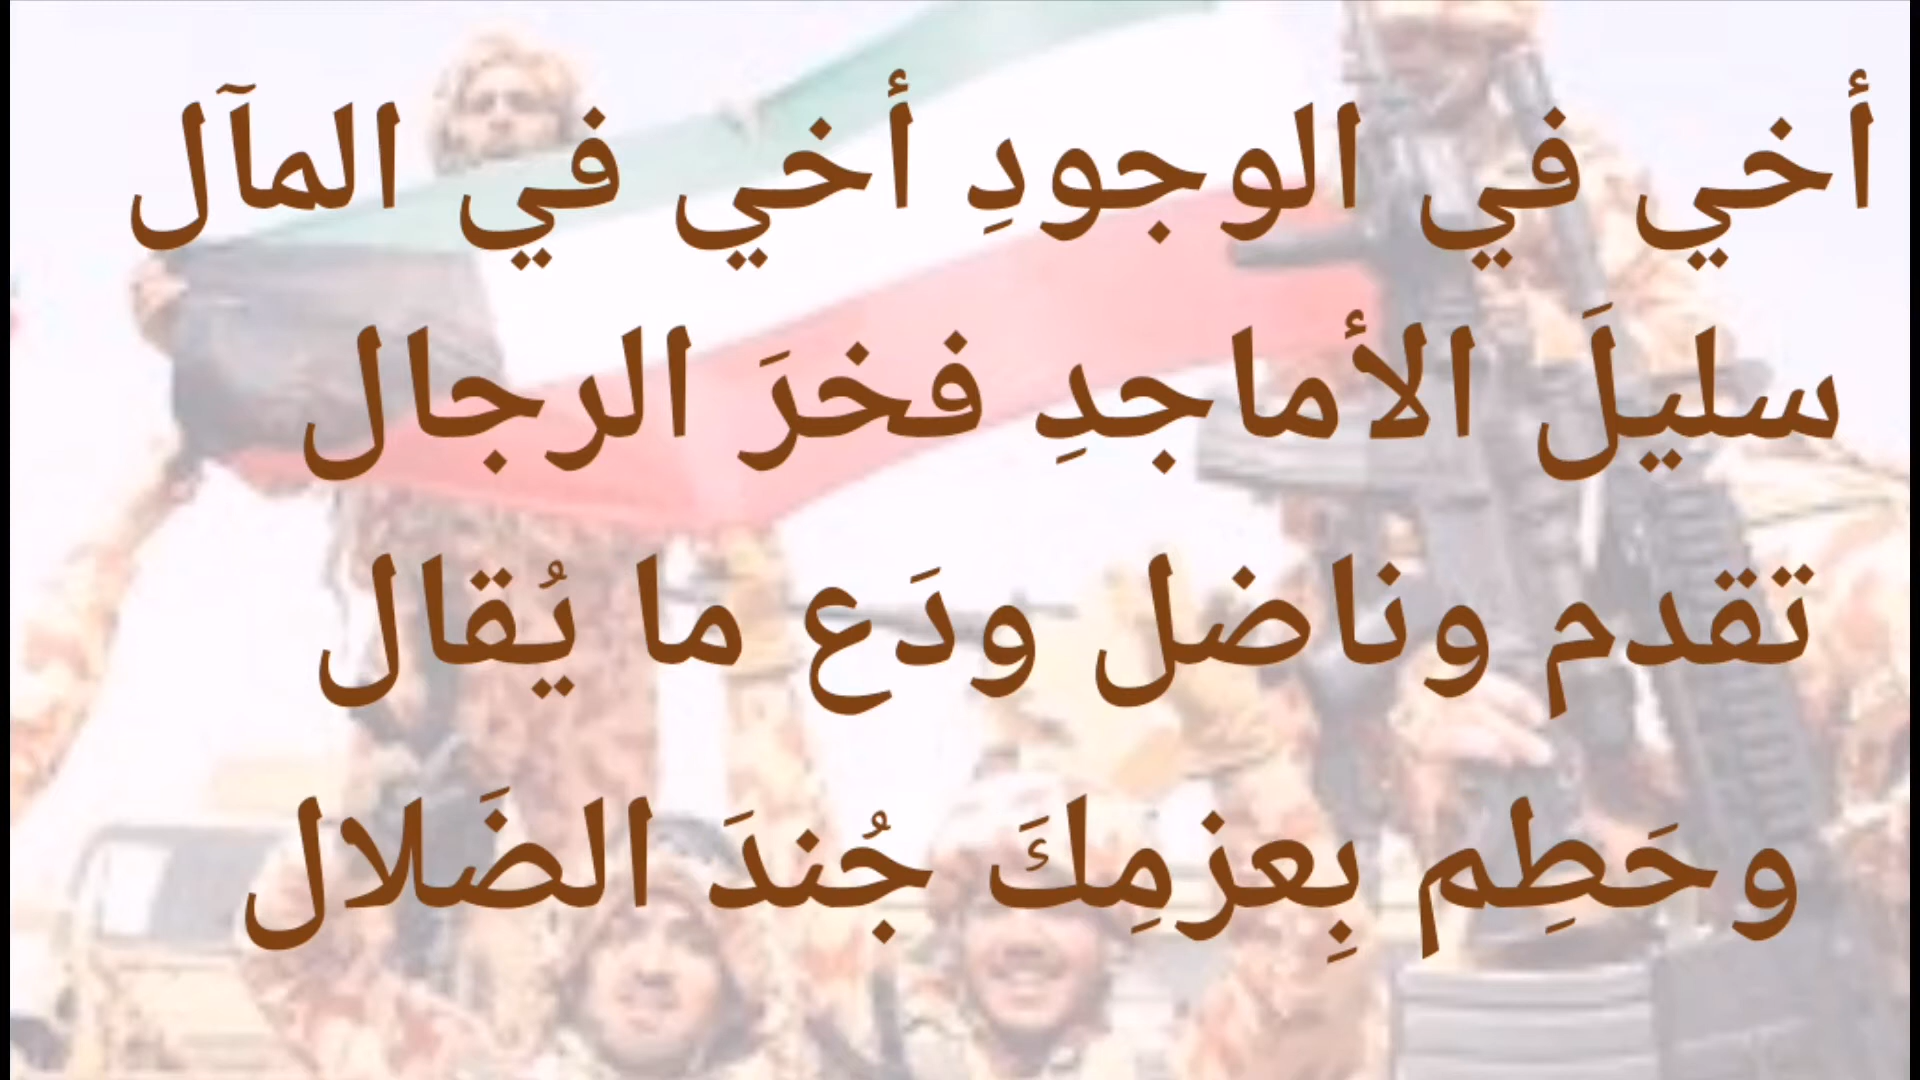 أخي في الوجودِ أخي في المآل
سليلَ الأماجدِ فخرَ الرجال
تقدم وناضل ودَع ما يُقال
وحَطِم بِعزمِكَ جُندَ الضَلال